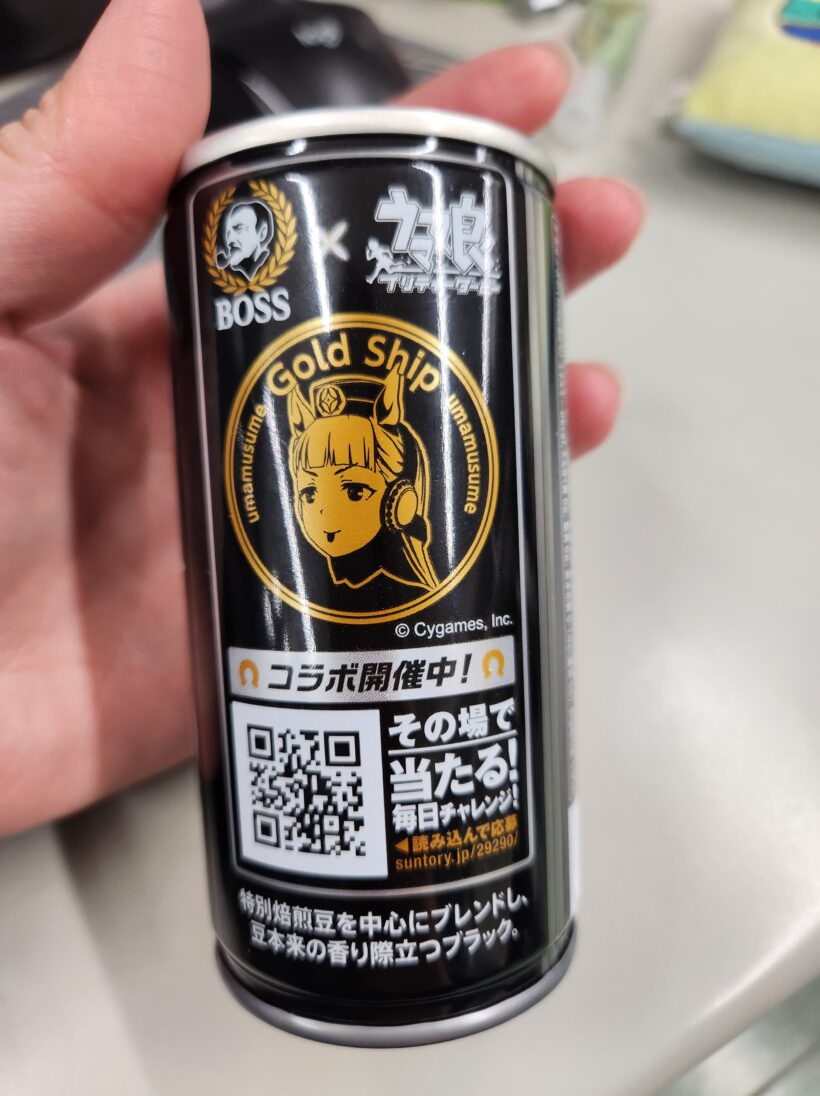 BOSS
×
ウマ娘
プリティーダービー
Gold Ship
umamusume
umamusume
© Cygames, Inc.
コラボ開催中!
その場で
当たる!
毎日チャレンジ!
◀読み込んで応募
suntory.jp/29290/
特別焙煎豆を中心にブレンドし、
豆本来の香り際立つブラック。